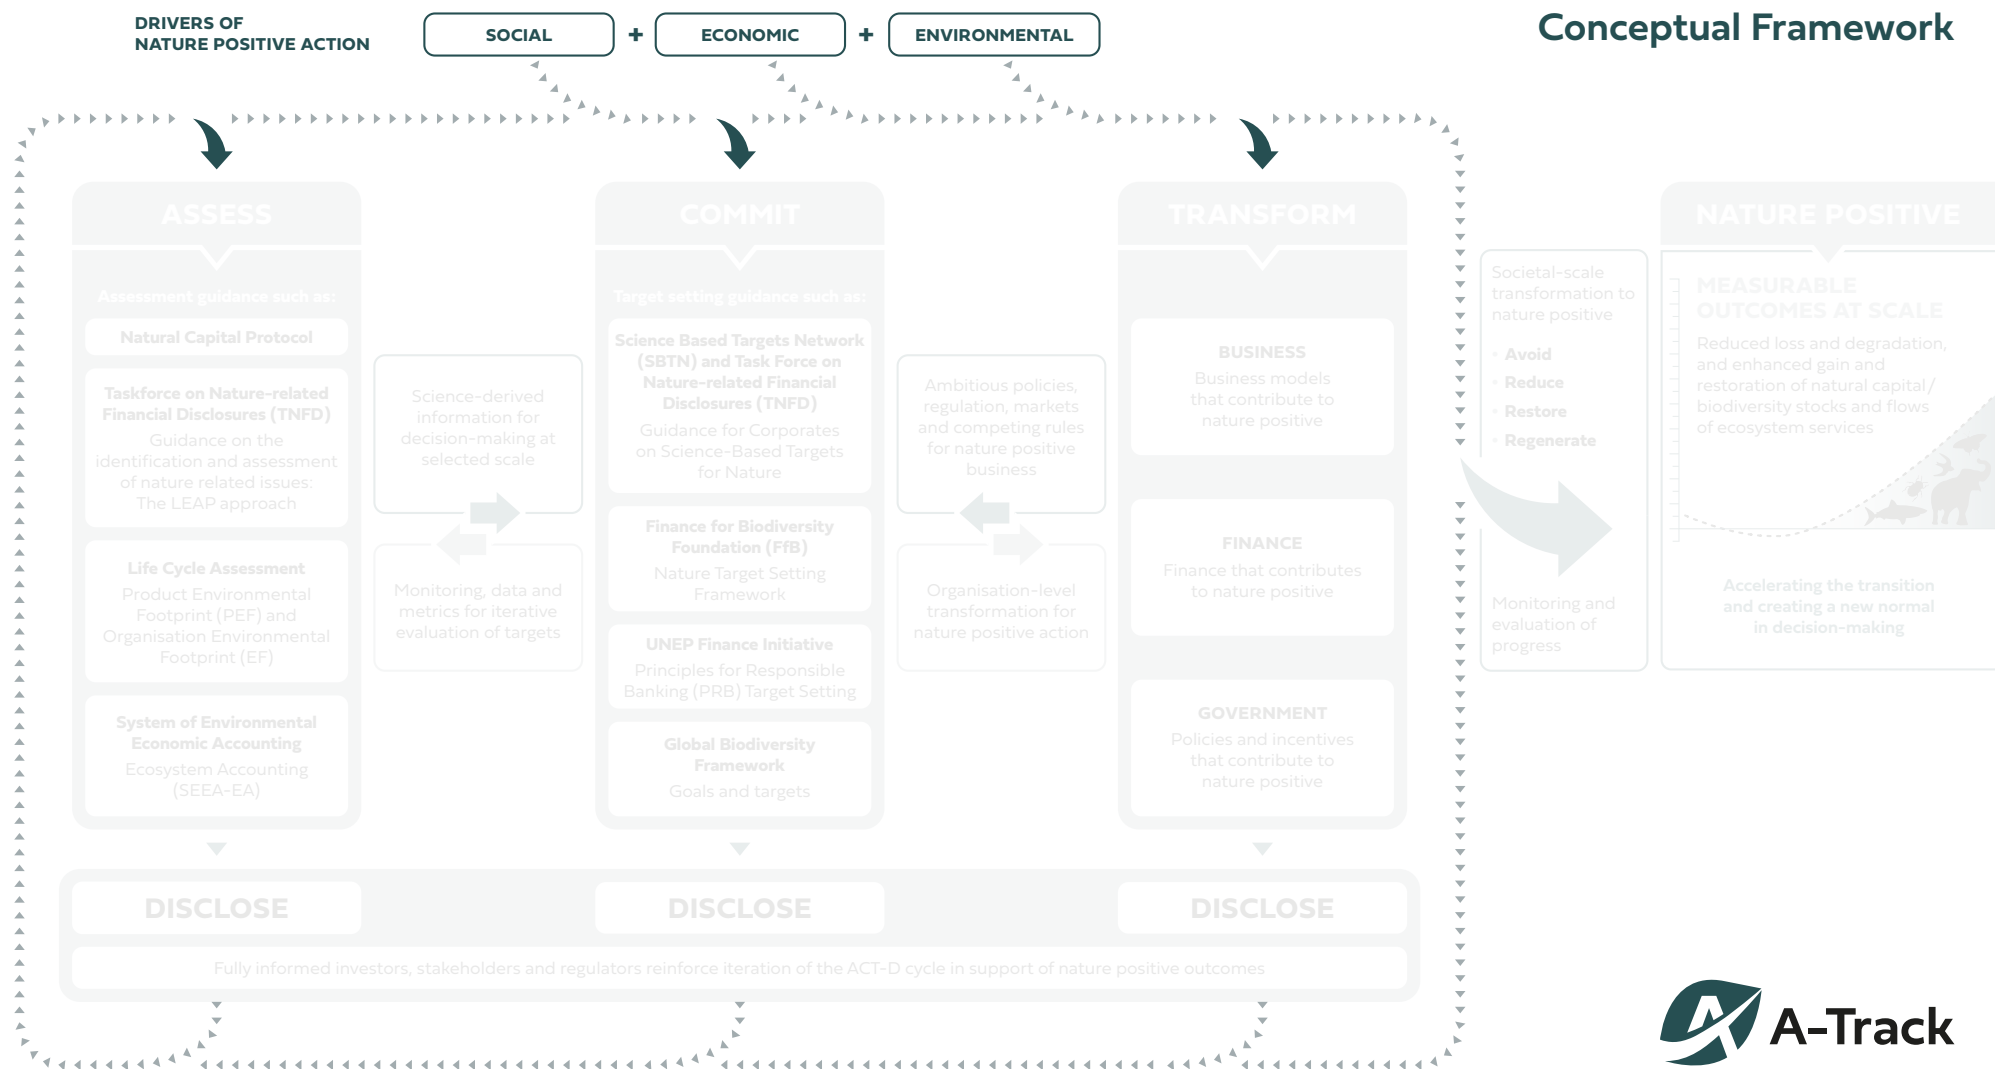 DRIVERS OF
NATURE POSITIVE ACTION
SOCIAL
+
ECONOMIC
+
ENVIRONMENTAL
Conceptual Framework
ASSESS
Assessment guidance such as:
Natural Capital Protocol
Taskforce on Nature-related
Financial Disclosures (TNFD)
Guidance on the
identification and assessment
of nature related issues:
The LEAP approach
Life Cycle Assessment
Product Environmental
Footprint (PEF) and
Organisation Environmental
Footprint (EF)
System of Environmental
Economic Accounting
Ecosystem Accounting
(SEEA-EA)
Science-derived
information for
decision-making at
selected scale
Monitoring, data and
metrics for iterative
evaluation of targets
COMMIT
Target setting guidance such as:
Science Based Targets Network
(SBTN) and Task Force on
Nature-related Financial
Disclosures (TNFD)
Guidance for Corporates
on Science-Based Targets
for Nature
Finance for Biodiversity
Foundation (FfB)
Nature Target Setting
Framework
UNEP Finance Initiative
Principles for Responsible
Banking (PRB) Target Setting
Global Biodiversity
Framework
Goals and targets
Ambitious policies,
regulation, markets
and competing rules
for nature positive
business
Organisation-level
transformation for
nature positive action
TRANSFORM
BUSINESS
Business models
that contribute to
nature positive
FINANCE
Finance that contributes
to nature positive
GOVERNMENT
Policies and incentives
that contribute to
nature positive
Societal-scale
transformation to
nature positive
• Avoid
• Reduce
• Restore
• Regenerate
Monitoring and
evaluation of
progress
NATURE POSITIVE
MEASURABLE
OUTCOMES AT SCALE
Reduced loss and degradation,
and enhanced gain and
restoration of natural capital/
biodiversity stocks and flows
of ecosystem services
Accelerating the transition
and creating a new normal
in decision-making
DISCLOSE
DISCLOSE
DISCLOSE
Fully informed investors, stakeholders and regulators reinforce iteration of the ACT-D cycle in support of nature positive outcomes
A-Track